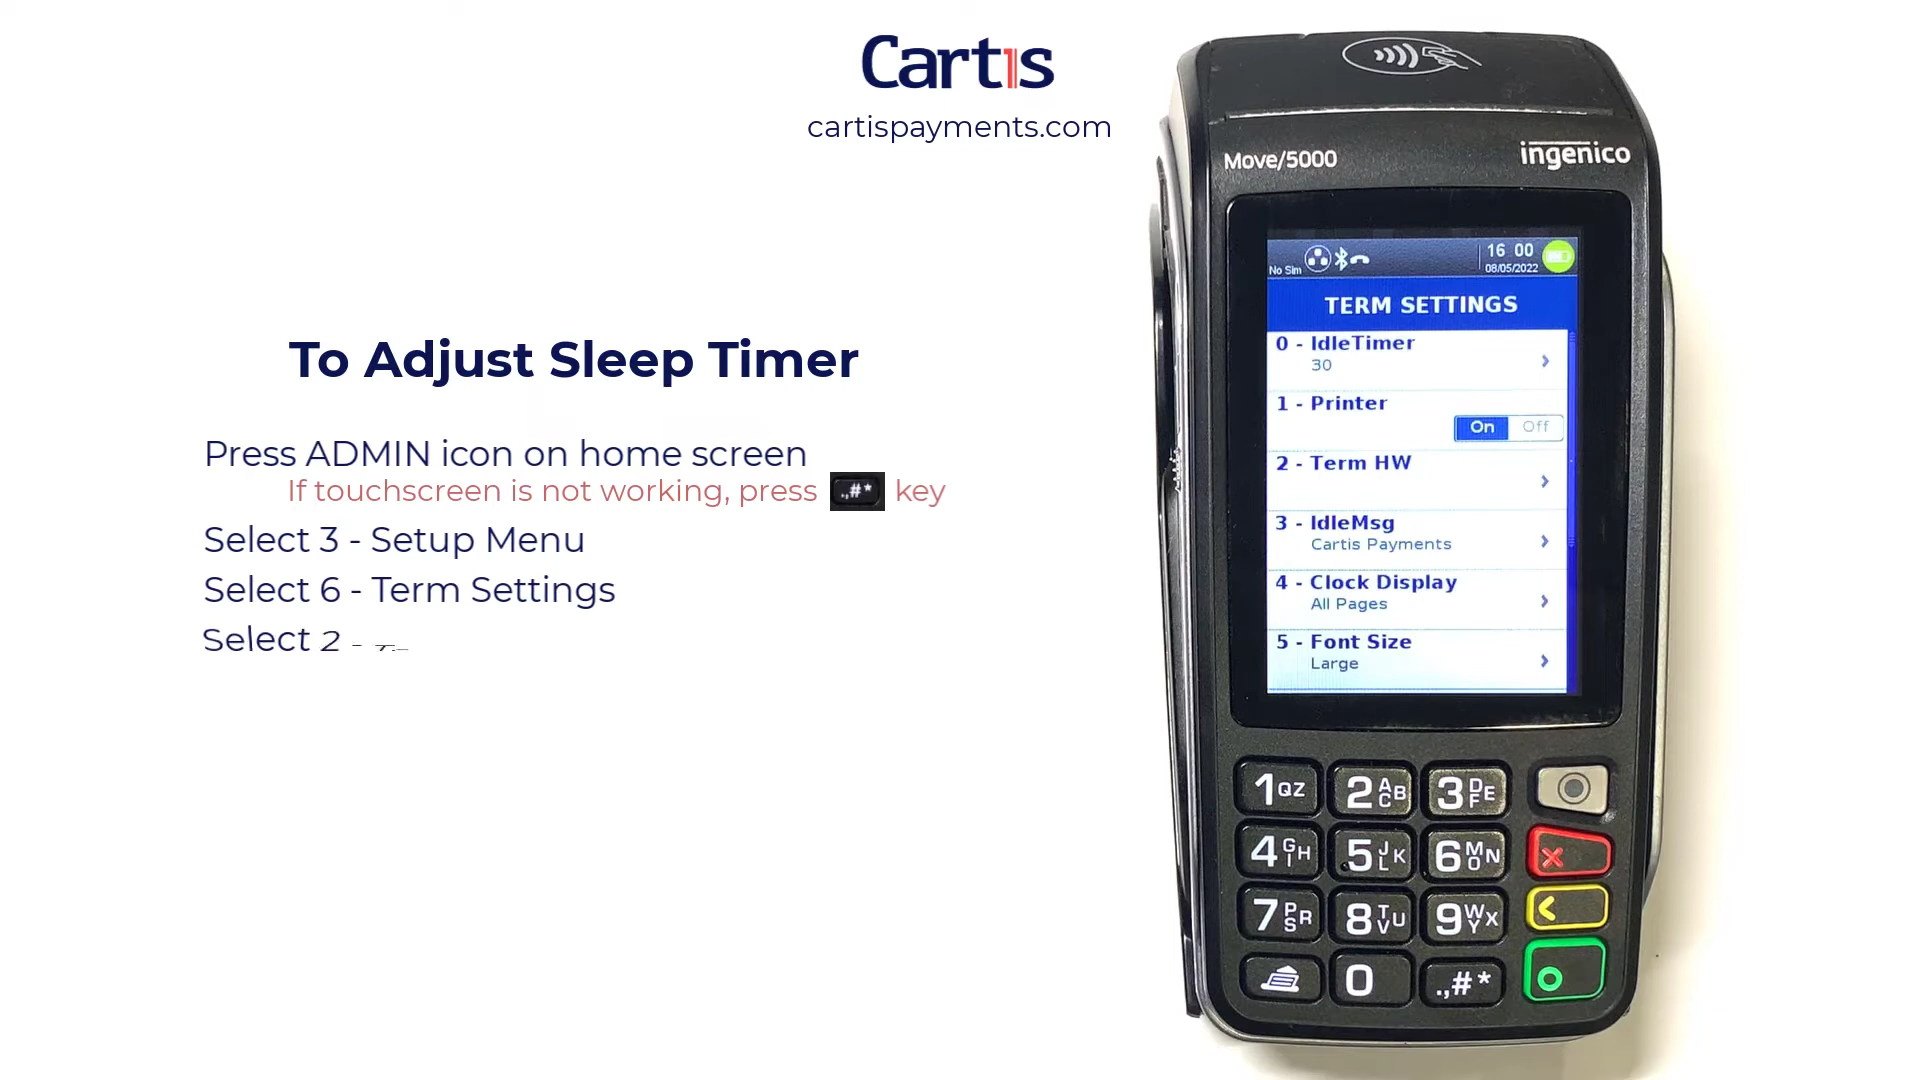 Cartis
cartispayments.com
To Adjust Sleep Timer
Press ADMIN icon on home screen
If touchscreen is not working, press .,#* key
Select 3 - Setup Menu
Select 6 - Term Settings
Select 2 -
Move/5000
ingenico
No Sim
16 00
08/05/2022
TERM SETTINGS
0 - IdleTimer
30
1 - Printer
On Off
2 - Term HW
3 - IdleMsg
Cartis Payments
4 - Clock Display
All Pages
5 - Font Size
Large
1 QZ 2 ABC 3 DEF
4 GHI 5 JKL 6 MNO
7 PRS 8 TUV 9 WXY
0 .,#*